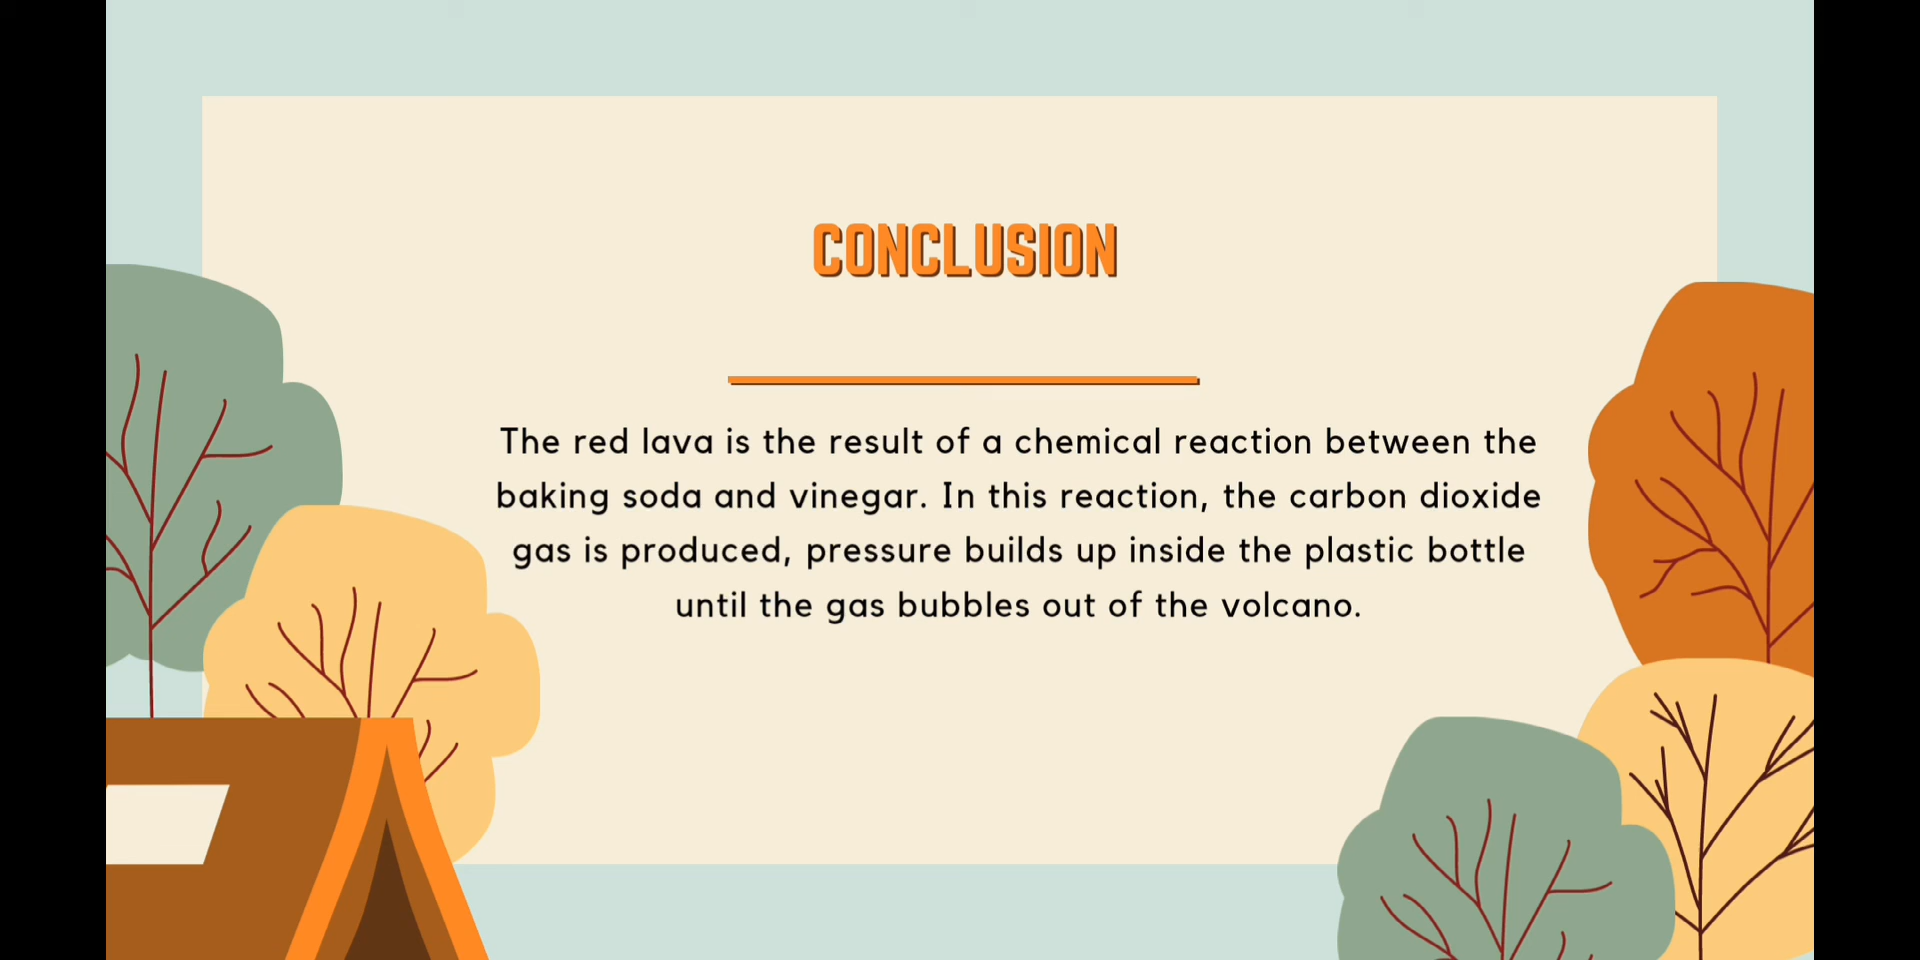 CONCLUSION
The red lava is the result of a chemical reaction between the
baking soda and vinegar. In this reaction, the carbon dioxide
gas is produced, pressure builds up inside the plastic bottle
until the gas bubbles out of the volcano.